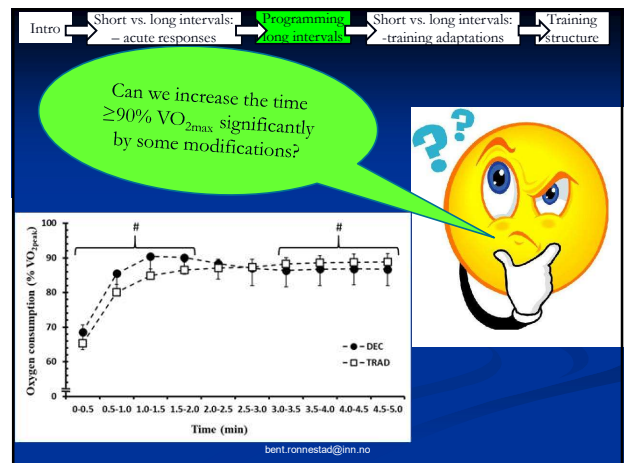 Intro
Short vs. long intervals:
– acute responses
Programming
long intervals
Short vs. long intervals:
-training adaptations
Training
structure
Can we increase the time
≥90% VO2max significantly
by some modifications?
? ?
# #
Oxygen consumption (% VO2peak)
100
90
80
70
60
0
DEC
TRAD
0-0.5 0.5-1.0 1.0-1.5 1.5-2.0 2.0-2.5 2.5-3.0 3.0-3.5 3.5-4.0 4.0-4.5 4.5-5.0
Time (min)
bent.ronnestad@inn.no